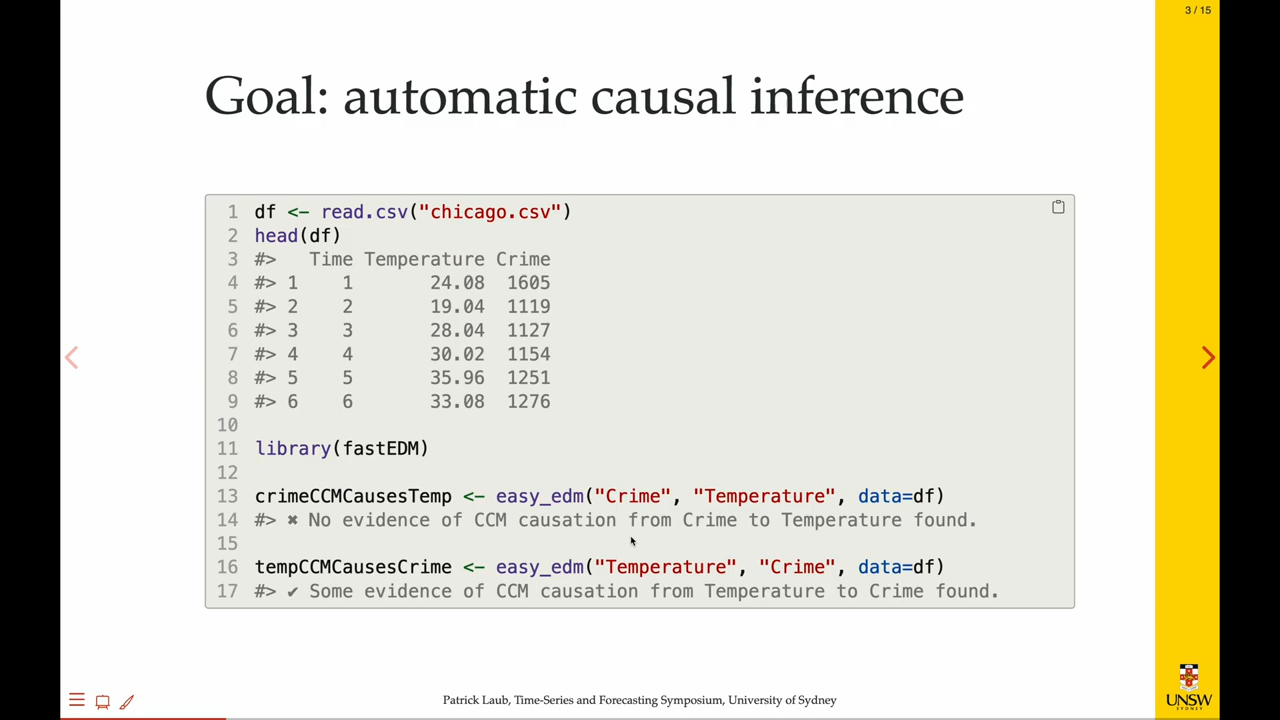 3 / 15
Goal: automatic causal inference
1 df <- read.csv("chicago.csv")
2 head(df)
3 #>   Time Temperature Crime
4 #> 1    1       24.08  1605
5 #> 2    2       19.04  1119
6 #> 3    3       28.04  1127
7 #> 4    4       30.02  1154
8 #> 5    5       35.96  1251
9 #> 6    6       33.08  1276
10
11 library(fastEDM)
12
13 crimeCCMCausesTemp <- easy_edm("Crime", "Temperature", data=df)
14 #> ✖ No evidence of CCM causation from Crime to Temperature found.
15
16 tempCCMCausesCrime <- easy_edm("Temperature", "Crime", data=df)
17 #> ✔ Some evidence of CCM causation from Temperature to Crime found.
Patrick Laub, Time-Series and Forecasting Symposium, University of Sydney
UNSW
SYDNEY